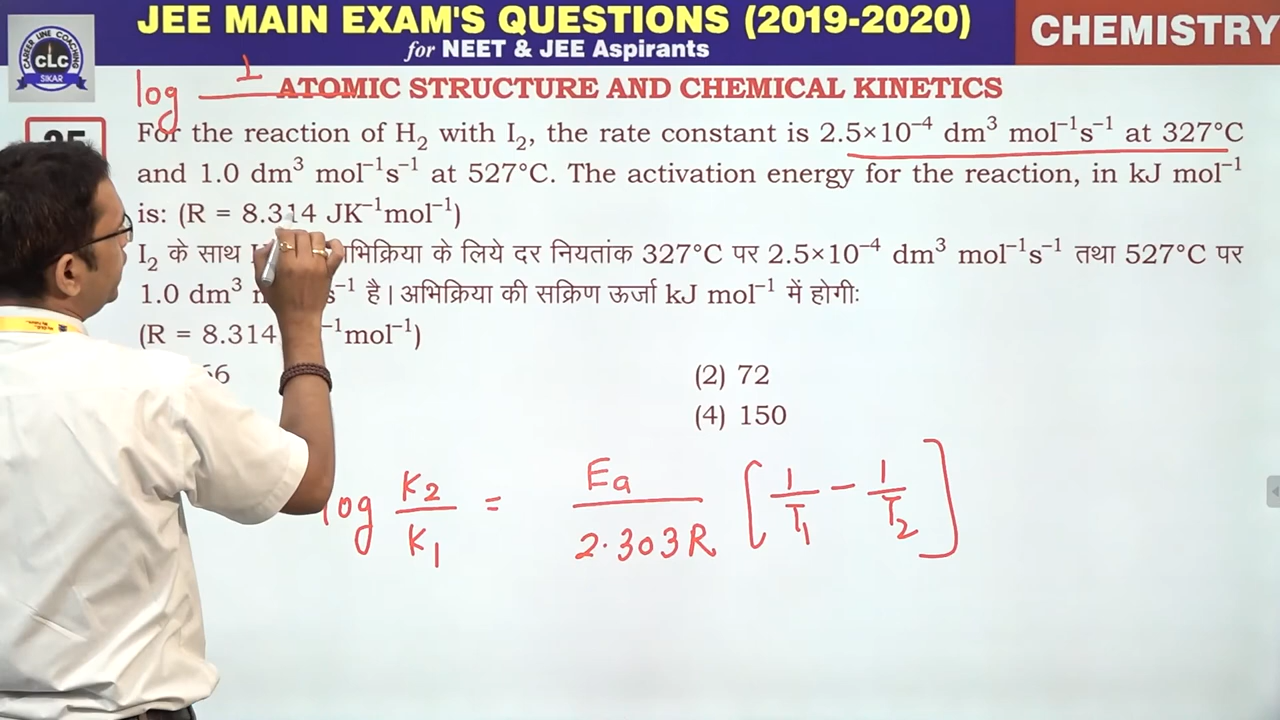 JEE MAIN EXAM'S QUESTIONS (2019-2020)
for NEET & JEE Aspirants
CHEMISTRY
CAREER LINE COACHING
CLC
SIKAR
log 1
ATOMIC STRUCTURE AND CHEMICAL KINETICS
For the reaction of H₂ with I₂, the rate constant is 2.5×10⁻⁴ dm³ mol⁻¹s⁻¹ at 327°C
and 1.0 dm³ mol⁻¹s⁻¹ at 527°C. The activation energy for the reaction, in kJ mol⁻¹
is: (R = 8.314 JK⁻¹mol⁻¹)
I₂ के साथ के लिये दर नियतांक 327°C पर 2.5×10⁻⁴ dm³ mol⁻¹s⁻¹ तथा 527°C पर
1.0 dm³ है। अभिक्रिया की सक्रिण ऊर्जा kJ mol⁻¹ में होगीः
(R = 8.314 ⁻¹mol⁻¹)
(2) 72
(4) 150
log K₂/K₁ = Ea/2.303R [1/T₁ - 1/T₂]